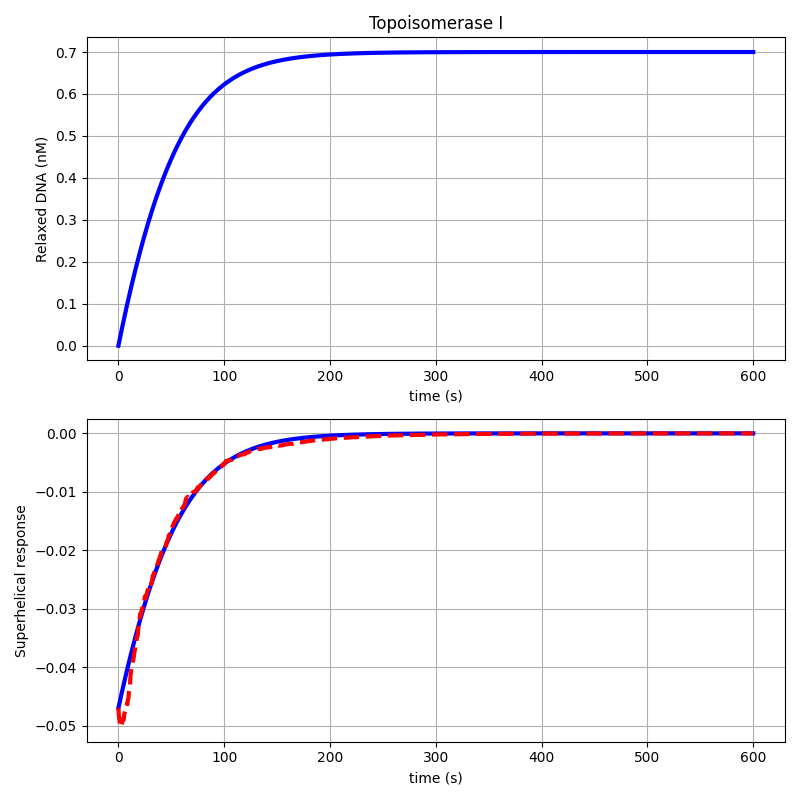 Topoisomerase I
Relaxed DNA (nM)
0.7
0.6
0.5
0.4
0.3
0.2
0.1
0.0
0 100 200 300 400 500 600
time (s)
Superhelical response
0.00
−0.01
−0.02
−0.03
−0.04
−0.05
0 100 200 300 400 500 600
time (s)